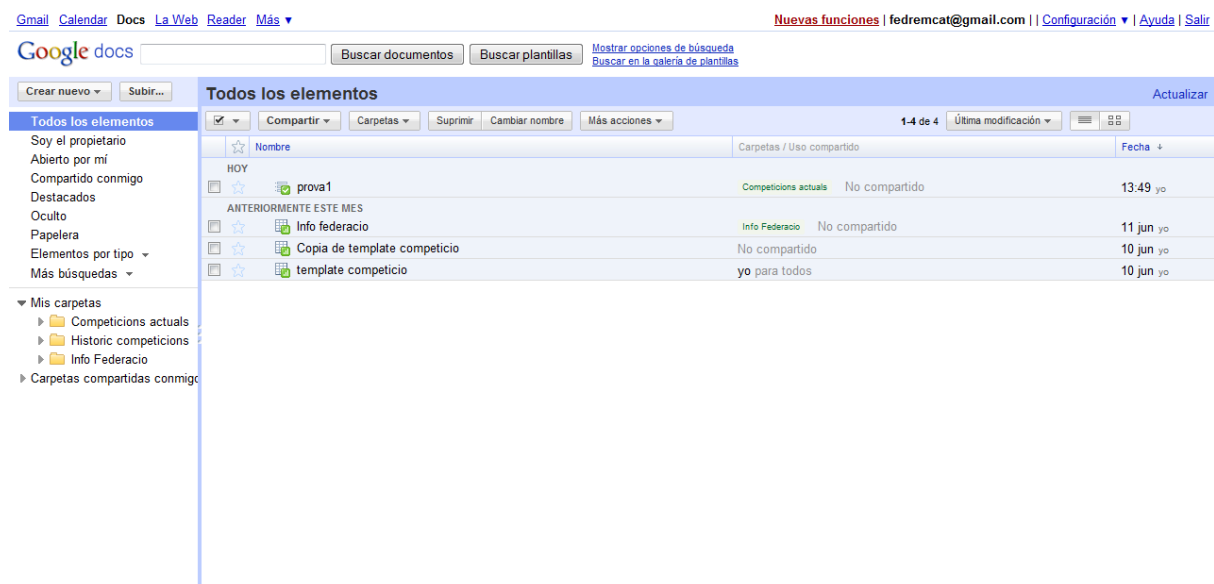 Gmail Calendar Docs La Web Reader Más ▼ Nuevas funciones | fedremcat@gmail.com | | Configuración ▼ | Ayuda | Salir
Google docs Buscar documentos Buscar plantillas Mostrar opciones de búsqueda
Buscar en la galería de plantillas
Crear nuevo Subir... Todos los elementos Actualizar
Todos los elementos
Compartir Carpetas Suprimir Cambiar nombre Más acciones 1-4 de 4 Última modificación
Soy el propietario
Abierto por mí
Compartido conmigo
Destacados
Oculto
Papelera
Elementos por tipo
Más búsquedas
Mis carpetas
Competicions actuals
Historic competicions
Info Federacio
Carpetas compartidas conmigo
Nombre Carpetas / Uso compartido Fecha
HOY
prova1 Competicions actuals No compartido 13:49 yo
ANTERIORMENTE ESTE MES
Info federacio Info Federacio No compartido 11 jun yo
Copia de template competicio No compartido 10 jun yo
template competicio yo para todos 10 jun yo